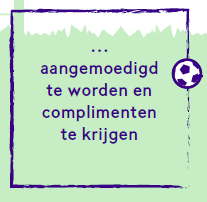 ...
aangemoedigd
te worden en
complimenten
te krijgen